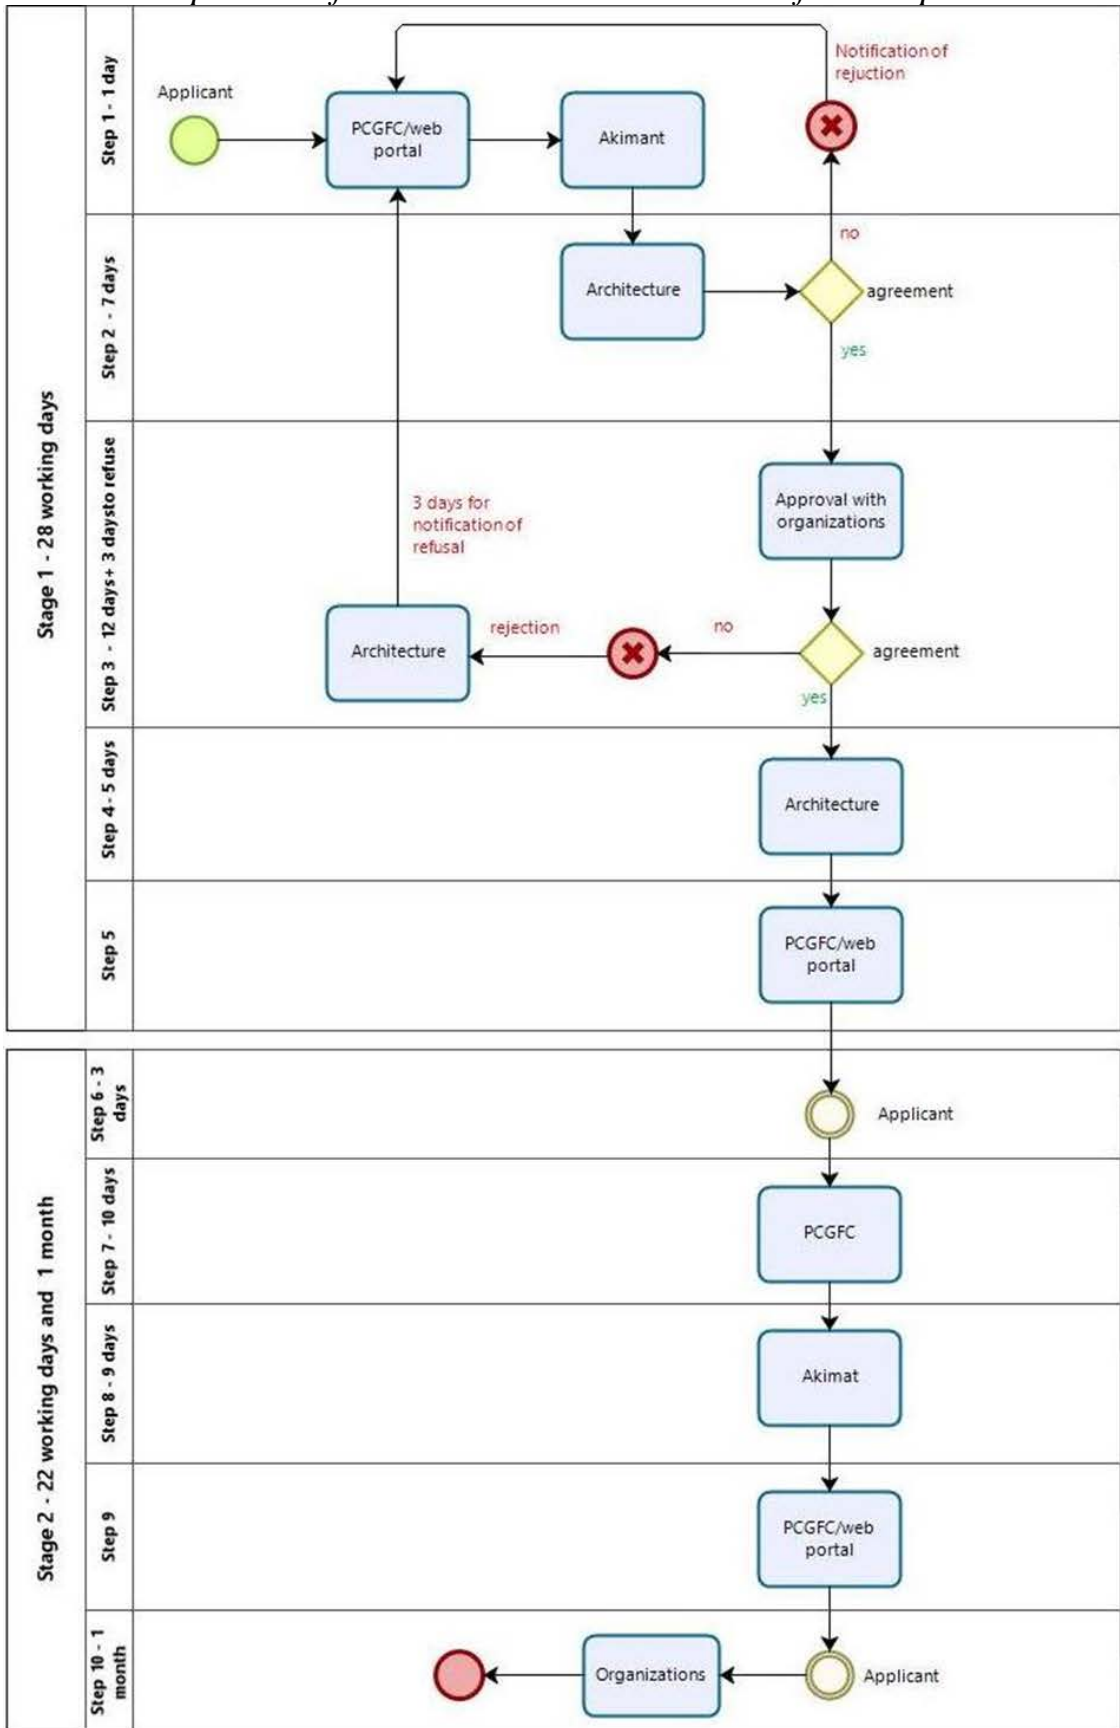 Stage 1 - 28 working days
Step 1 - 1 day
Applicant
PCGFC/web
portal
Akimant
Notification of
rejuction
Step 2 - 7 days
Architecture
no
agreement
yes
Step 3 - 12 days+ 3 daysto refuse
Approval with
organizations
3 days for
notification of
refusal
Architecture
rejection
no
agreement
yes
Step 4- 5 days
Architecture
Step 5
PCGFC/web
portal
Stage 2 - 22 working days and 1 month
Step 6 - 3
days
Applicant
Step 7 - 10 days
PCGFC
Step 8 - 9 days
Akimat
Step 9
PCGFC/web
portal
Step 10 - 1
month
Organizations
Applicant